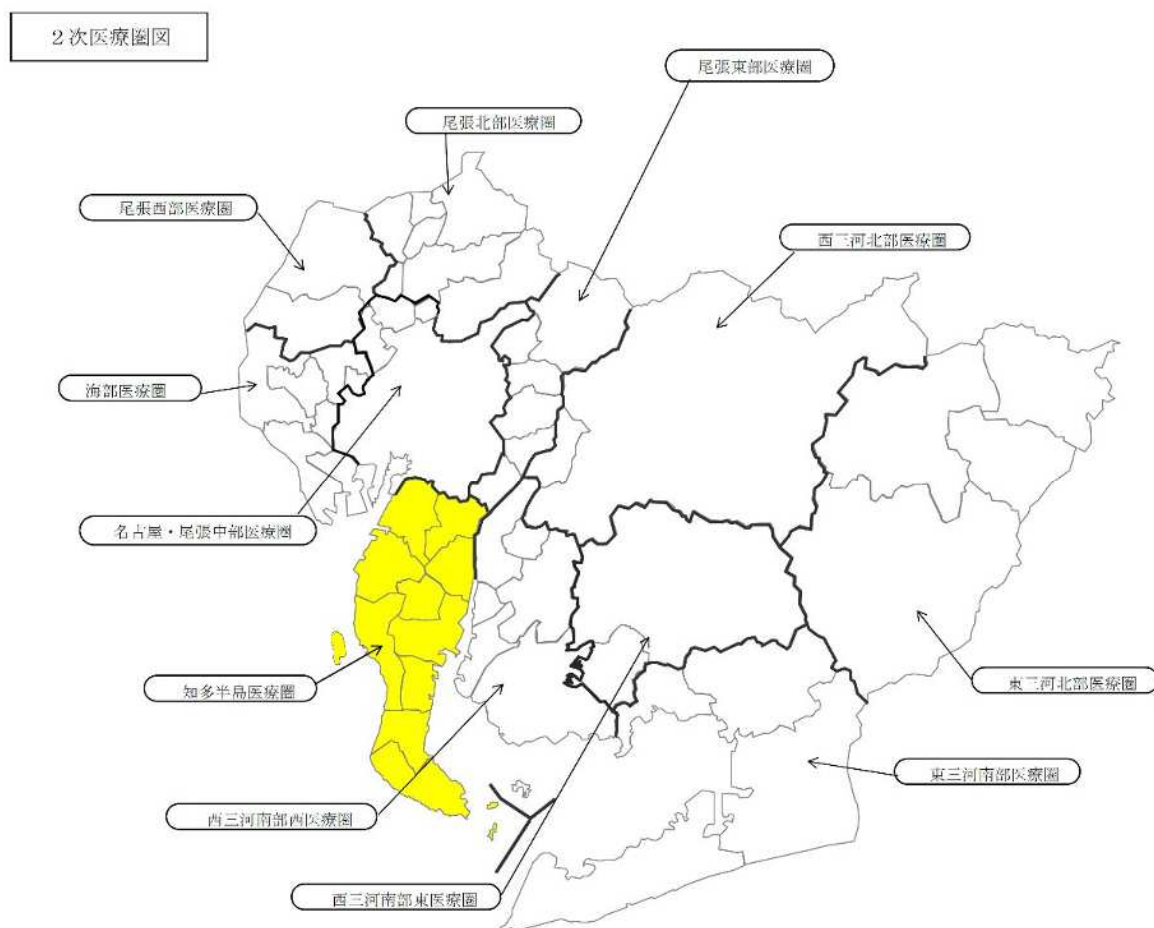 2次医療圏図
尾張東部医療圏
尾張北部医療圏
尾張西部医療圏
西三河北部医療圏
海部医療圏
名古屋・尾張中部医療圏
知多半島医療圏
東三河北部医療圏
東三河南部医療圏
西三河南部西医療圏
西三河南部東医療圏